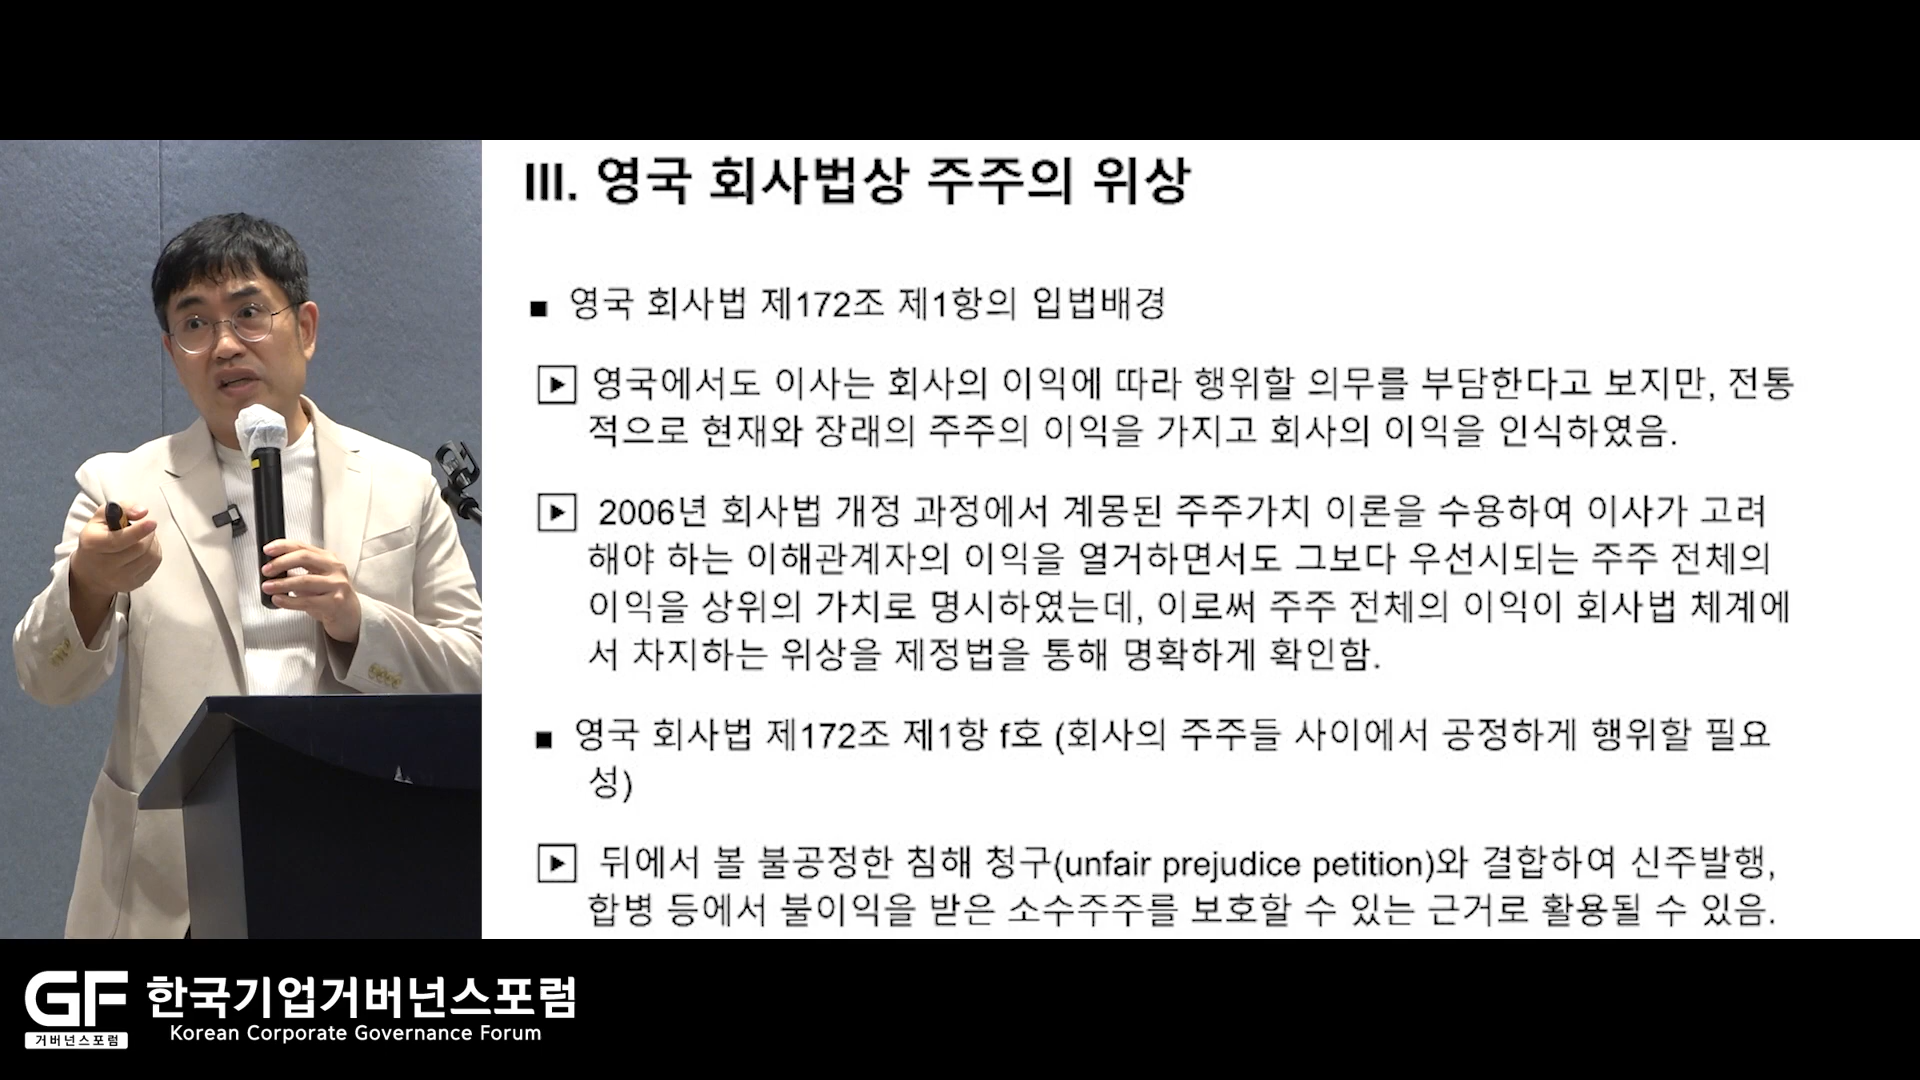 III. 영국 회사법상 주주의 위상
■ 영국 회사법 제172조 제1항의 입법배경
영국에서도 이사는 회사의 이익에 따라 행위할 의무를 부담한다고 보지만, 전통
적으로 현재와 장래의 주주의 이익을 가지고 회사의 이익을 인식하였음.
2006년 회사법 개정 과정에서 계몽된 주주가치 이론을 수용하여 이사가 고려
해야 하는 이해관계자의 이익을 열거하면서도 그보다 우선시되는 주주 전체의
이익을 상위의 가치로 명시하였는데, 이로써 주주 전체의 이익이 회사법 체계에
서 차지하는 위상을 제정법을 통해 명확하게 확인함.
■ 영국 회사법 제172조 제1항 f호 (회사의 주주들 사이에서 공정하게 행위할 필요
성)
뒤에서 볼 불공정한 침해 청구(unfair prejudice petition)와 결합하여 신주발행,
합병 등에서 불이익을 받은 소수주주를 보호할 수 있는 근거로 활용될 수 있음.
GF 한국기업거버넌스포럼
거버넌스포럼 Korean Corporate Governance Forum